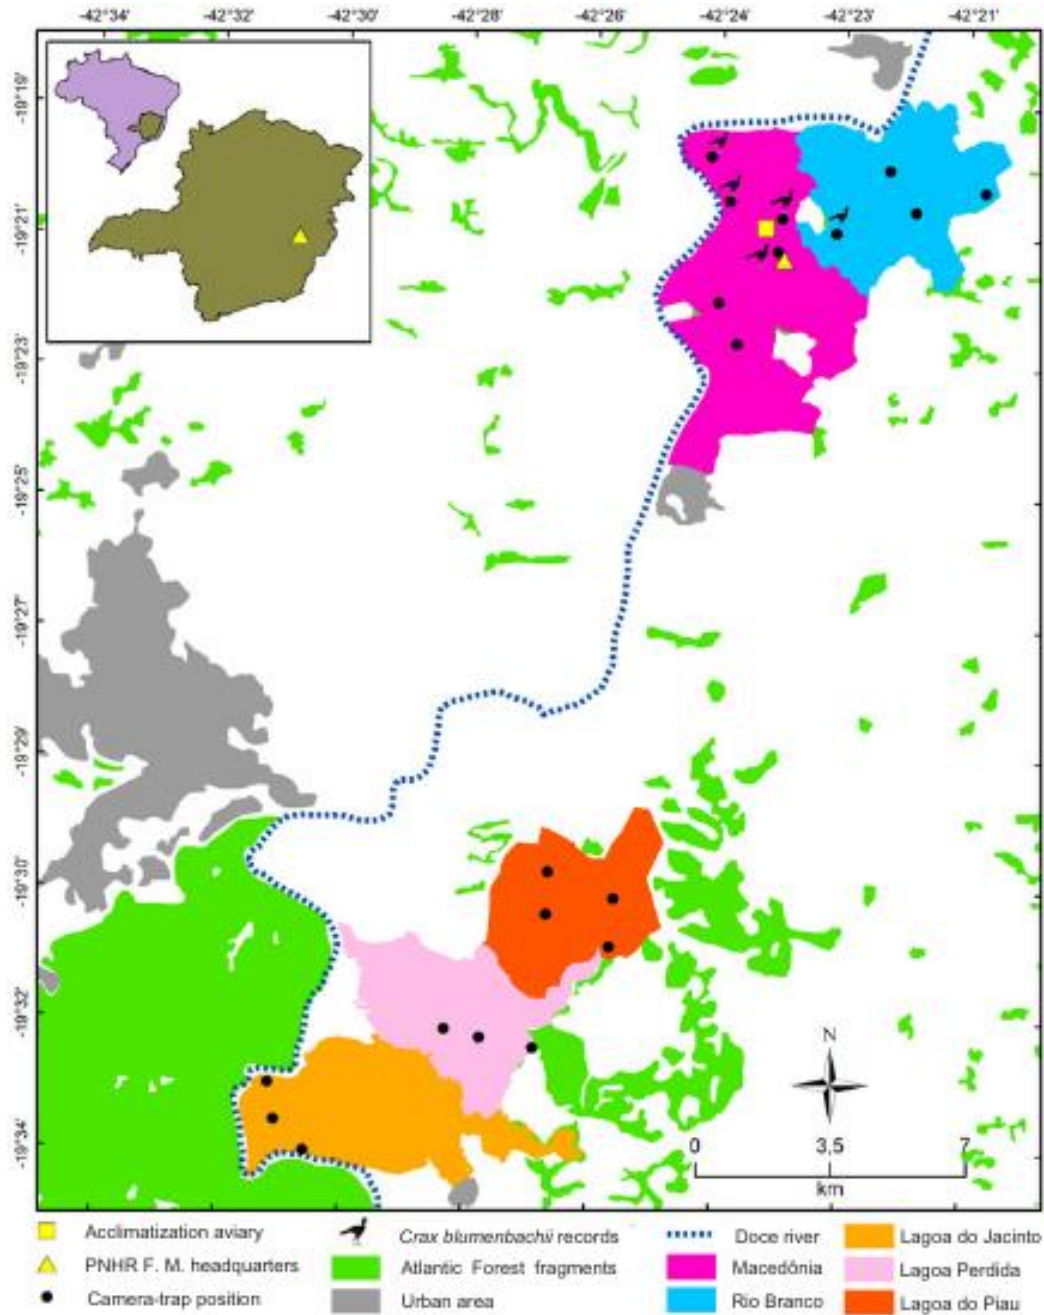 -42°34' -42°32' -42°30' -42°28' -42°26' -42°24' -42°23' -42°21'
-19°19'
-19°21'
-19°23'
-19°25'
-19°27'
-19°29'
-19°30'
-19°32'
-19°34'
N
0 3.5 7
km
Acclimatization aviary
Crax blumenbachii records
Doce river
Lagoa do Jacinto
PNHR F. M. headquarters
Atlantic Forest fragments
Macedônia
Lagoa Perdida
Camera-trap position
Urban area
Rio Branco
Lagoa do Piau